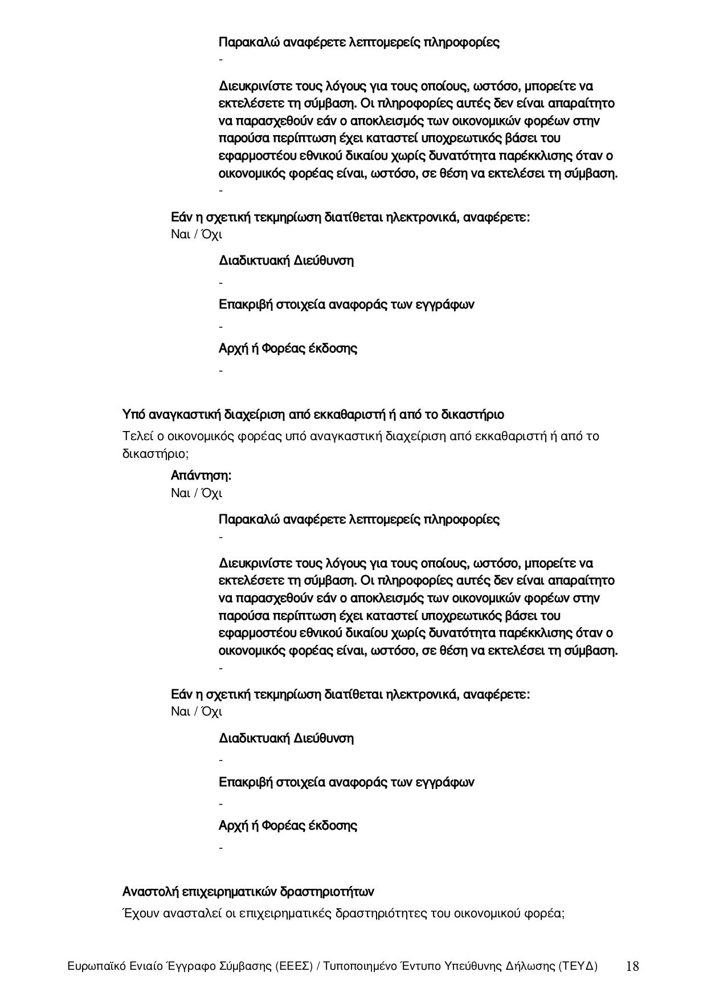 Παρακαλώ αναφέρετε λεπτομερείς πληροφορίες
-
Διευκρινίστε τους λόγους για τους οποίους, ωστόσο, μπορείτε να
εκτελέσετε τη σύμβαση. Οι πληροφορίες αυτές δεν είναι απαραίτητο
να παρασχεθούν εάν ο αποκλεισμός των οικονομικών φορέων στην
παρούσα περίπτωση έχει καταστεί υποχρεωτικός βάσει του
εφαρμοστέου εθνικού δικαίου χωρίς δυνατότητα παρέκκλισης όταν ο
οικονομικός φορέας είναι, ωστόσο, σε θέση να εκτελέσει τη σύμβαση.
-
Εάν η σχετική τεκμηρίωση διατίθεται ηλεκτρονικά, αναφέρετε:
Ναι / Όχι
Διαδικτυακή Διεύθυνση
-
Επακριβή στοιχεία αναφοράς των εγγράφων
-
Αρχή ή Φορέας έκδοσης
-
Υπό αναγκαστική διαχείριση από εκκαθαριστή ή από το δικαστήριο
Τελεί ο οικονομικός φορέας υπό αναγκαστική διαχείριση από εκκαθαριστή ή από το
δικαστήριο;
Απάντηση:
Ναι / Όχι
Παρακαλώ αναφέρετε λεπτομερείς πληροφορίες
-
Διευκρινίστε τους λόγους για τους οποίους, ωστόσο, μπορείτε να
εκτελέσετε τη σύμβαση. Οι πληροφορίες αυτές δεν είναι απαραίτητο
να παρασχεθούν εάν ο αποκλεισμός των οικονομικών φορέων στην
παρούσα περίπτωση έχει καταστεί υποχρεωτικός βάσει του
εφαρμοστέου εθνικού δικαίου χωρίς δυνατότητα παρέκκλισης όταν ο
οικονομικός φορέας είναι, ωστόσο, σε θέση να εκτελέσει τη σύμβαση.
-
Εάν η σχετική τεκμηρίωση διατίθεται ηλεκτρονικά, αναφέρετε:
Ναι / Όχι
Διαδικτυακή Διεύθυνση
-
Επακριβή στοιχεία αναφοράς των εγγράφων
-
Αρχή ή Φορέας έκδοσης
-
Αναστολή επιχειρηματικών δραστηριοτήτων
Έχουν ανασταλεί οι επιχειρηματικές δραστηριότητες του οικονομικού φορέα;
Ευρωπαϊκό Ενιαίο Έγγραφο Σύμβασης (ΕΕΕΣ) / Τυποποιημένο Έντυπο Υπεύθυνης Δήλωσης (ΤΕΥΔ) 18